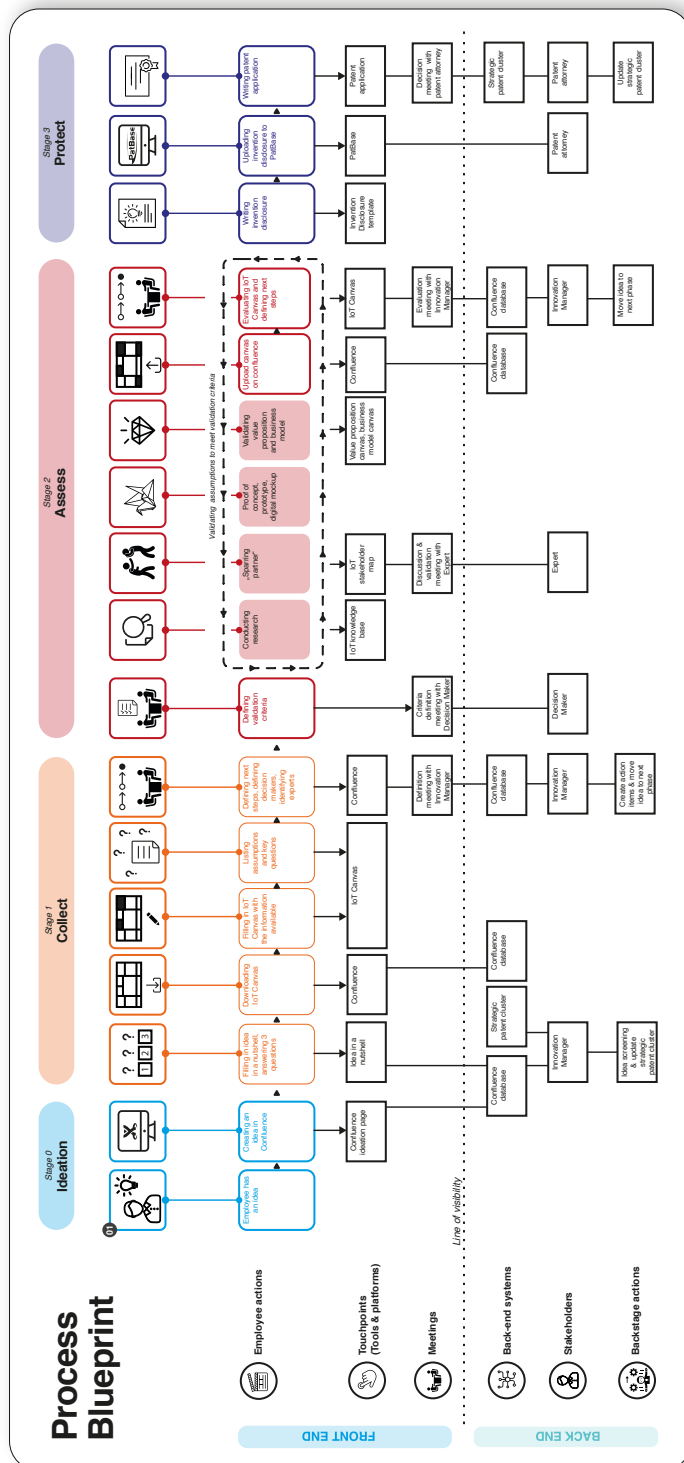 Process
Blueprint
Stage 0
Ideation
Stage 1
Collect
Stage 2
Assess
Stage 3
Protect
01
? ? ?
1 2 3
?
?
?
?
PatBase
FRONT END
Employee actions
Employee has
an idea
Creating an
idea in
Confluence
Filling in idea
in a nutshell,
answering 3
questions
Downloading
IoT Canvas
Filling in IoT
Canvas with
the information
available
Listing
assumptions
and key
questions
Defining next
steps, defining
decision
makers,
identifying
experts
Defining
validation
criteria
Validating assumptions to meet validation criteria
Conducting
research
„Sparring
partner“
Proof of
concept,
prototype,
digital mockup
Validating
value
proposition
and business
model
Upload canvas
on confluence
Evaluating IoT
Canvas and
defining next
steps
Writing
invention
disclosure
Uploading
invention
disclosure to
PatBase
Writing patent
application
Touchpoints
(Tools & platforms)
Confluence
ideation page
Idea in a
nutshell
Confluence
IoT Canvas
Confluence
IoT knowledge
base
IoT
stakeholder
map
Value proposition
canvas, business
model canvas
Confluence
IoT Canvas
Invention
Disclosure
template
PatBase
Patent
application
Meetings
Definition
meeting with
Innovation
Manager
Criteria
definition
meeting with
Decision Maker
Discussion &
validation
meeting with
Expert
Evaluation
meeting with
Innovation
Manager
Decision
meeting with
patent attorney
Line of visibility
BACK END
Back-end systems
Confluence
database
Strategic
patent cluster
Confluence
database
Confluence
database
Confluence
database
Confluence
database
Strategic
patent cluster
Stakeholders
Innovation
Manager
Innovation
Manager
Decision
Maker
Expert
Innovation
Manager
Patent
attorney
Patent
attorney
Backstage actions
Idea screening
& update
strategic
patent cluster
Create action
items & move
idea to next
phase
Move idea to
next phase
Update
strategic
patent cluster